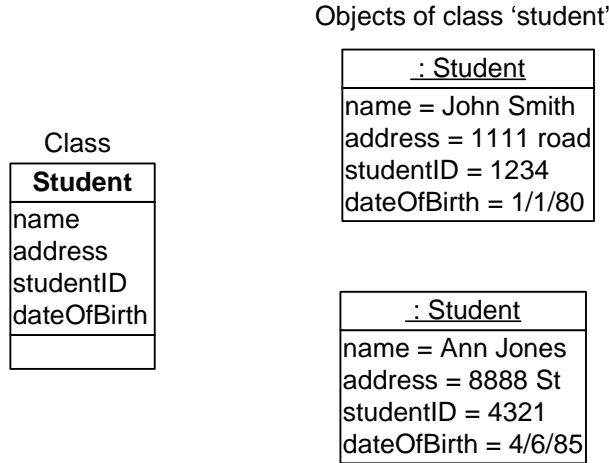 Objects of class ‘student’
: Student
name = John Smith
address = 1111 road
studentID = 1234
dateOfBirth = 1/1/80
Class
Student
name
address
studentID
dateOfBirth
: Student
name = Ann Jones
address = 8888 St
studentID = 4321
dateOfBirth = 4/6/85